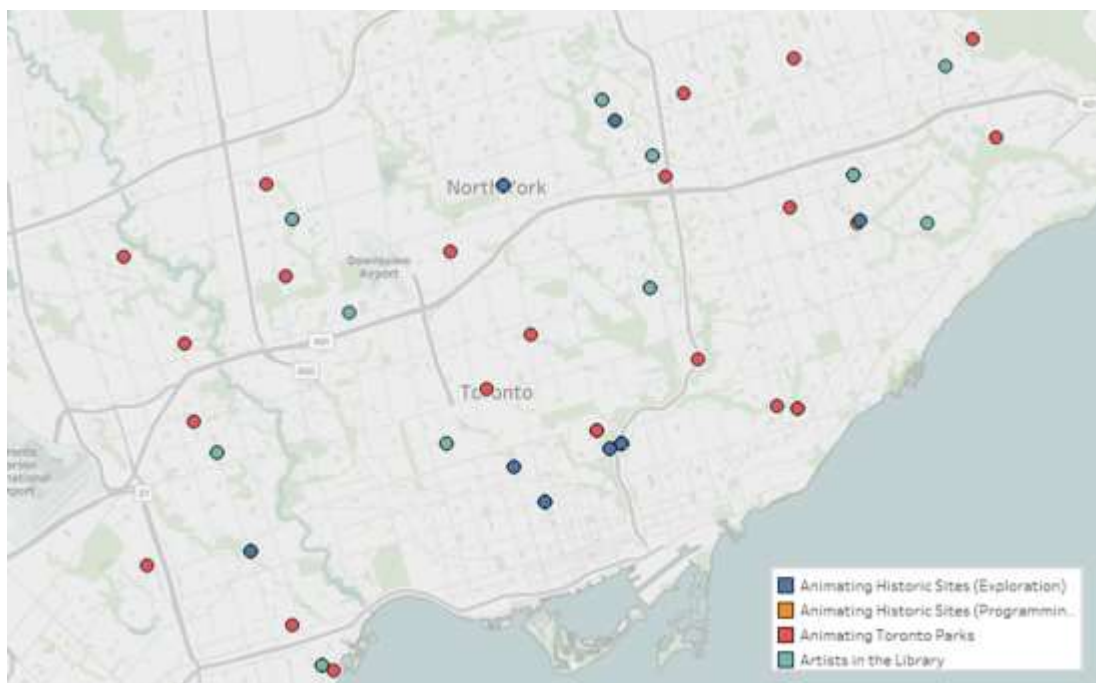 North York
Downsview
Airport
Toronto
Animating Historic Sites (Exploration)
Animating Historic Sites (Programmin..
Animating Toronto Parks
Artists in the Library